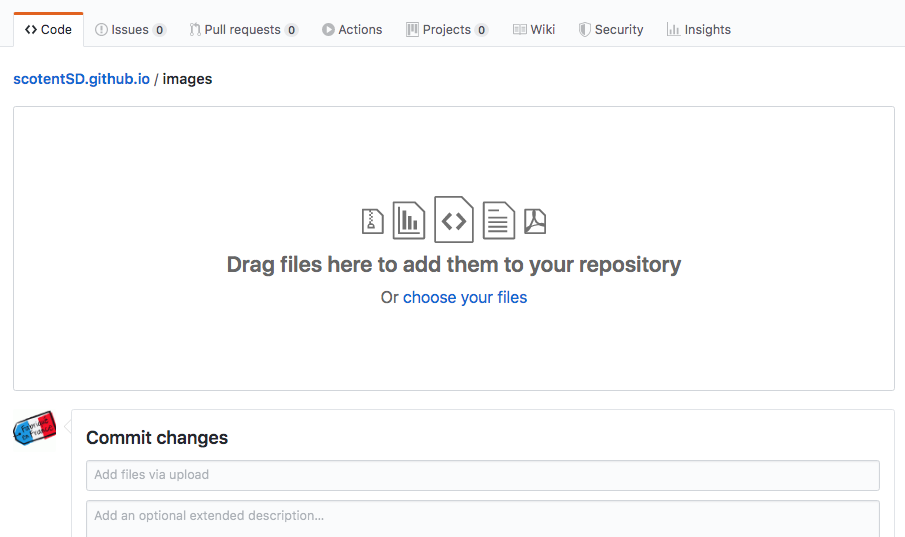 Code Issues 0 Pull requests 0 Actions Projects 0 Wiki Security Insights
scotentSD.github.io / images
Drag files here to add them to your repository
Or choose your files
Commit changes
Add files via upload
Add an optional extended description...